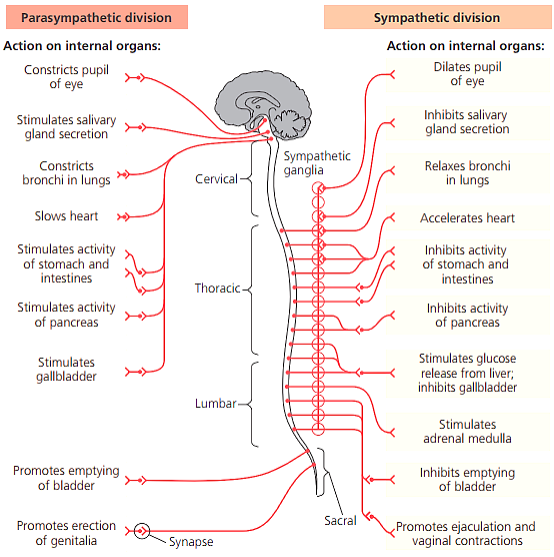 Parasympathetic division
Action on internal organs:
Constricts pupil
of eye
Stimulates salivary
gland secretion
Constricts
bronchi in lungs
Slows heart
Stimulates activity
of stomach and
intestines
Stimulates activity
of pancreas
Stimulates
gallbladder
Promotes emptying
of bladder
Promotes erection
of genitalia
Synapse
Cervical
Thoracic
Lumbar
Sacral
Sympathetic
ganglia
Sympathetic division
Action on internal organs:
Dilates pupil
of eye
Inhibits salivary
gland secretion
Relaxes bronchi
in lungs
Accelerates heart
Inhibits activity
of stomach and
intestines
Inhibits activity
of pancreas
Stimulates glucose
release from liver;
inhibits gallbladder
Stimulates
adrenal medulla
Inhibits emptying
of bladder
Promotes ejaculation and
vaginal contractions